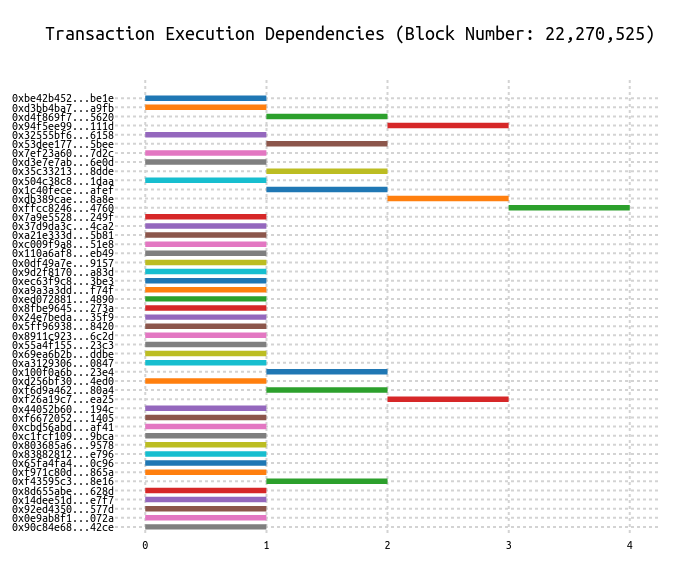 Transaction Execution Dependencies (Block Number: 22,270,525)
0xbe42b452...be1e
0xd3bb4ba7...a9fb
0xd4f869f7...5620
0x94f5ee99...111d
0x32555bf6...6158
0x53dee177...5bee
0x7ef23a60...7d2c
0xd3e7e7ab...6e0d
0x35c33213...8dde
0x504c38c8...1daa
0x1c40fece...afef
0xdb389cae...8a8e
0xffcc8246...4760
0x7a9e5528...249f
0x37d9da3c...4ca2
0xa21e333d...5b81
0xc009f9a8...51e8
0x110a6af8...eb49
0x0df49a7e...9157
0x9d2f8170...a83d
0xec63f9c8...3be3
0xa9a3a3dd...f74f
0xed072881...4890
0x8fbe9645...273a
0x24e7beda...35f9
0x5ff96938...8420
0x8911c923...6c2d
0x55a4f155...23c3
0x69ea6b2b...ddbe
0xa3129306...0847
0x100f0a6b...23e4
0xd256bf30...4ed0
0xf6d9a462...80a4
0xf26a19c7...ea25
0x44052b60...194c
0xf6672052...1405
0xcbd56abd...af41
0xc1fcf109...9bca
0x803685a6...9578
0x83882812...e796
0x65fa4fa4...0c96
0xf971c80d...865a
0xf43595c3...8e16
0x8d655abe...628d
0x14dee51d...e7f7
0x92ed4350...577d
0x0e9ab8f1...072a
0x90c84e68...42ce
0 1 2 3 4